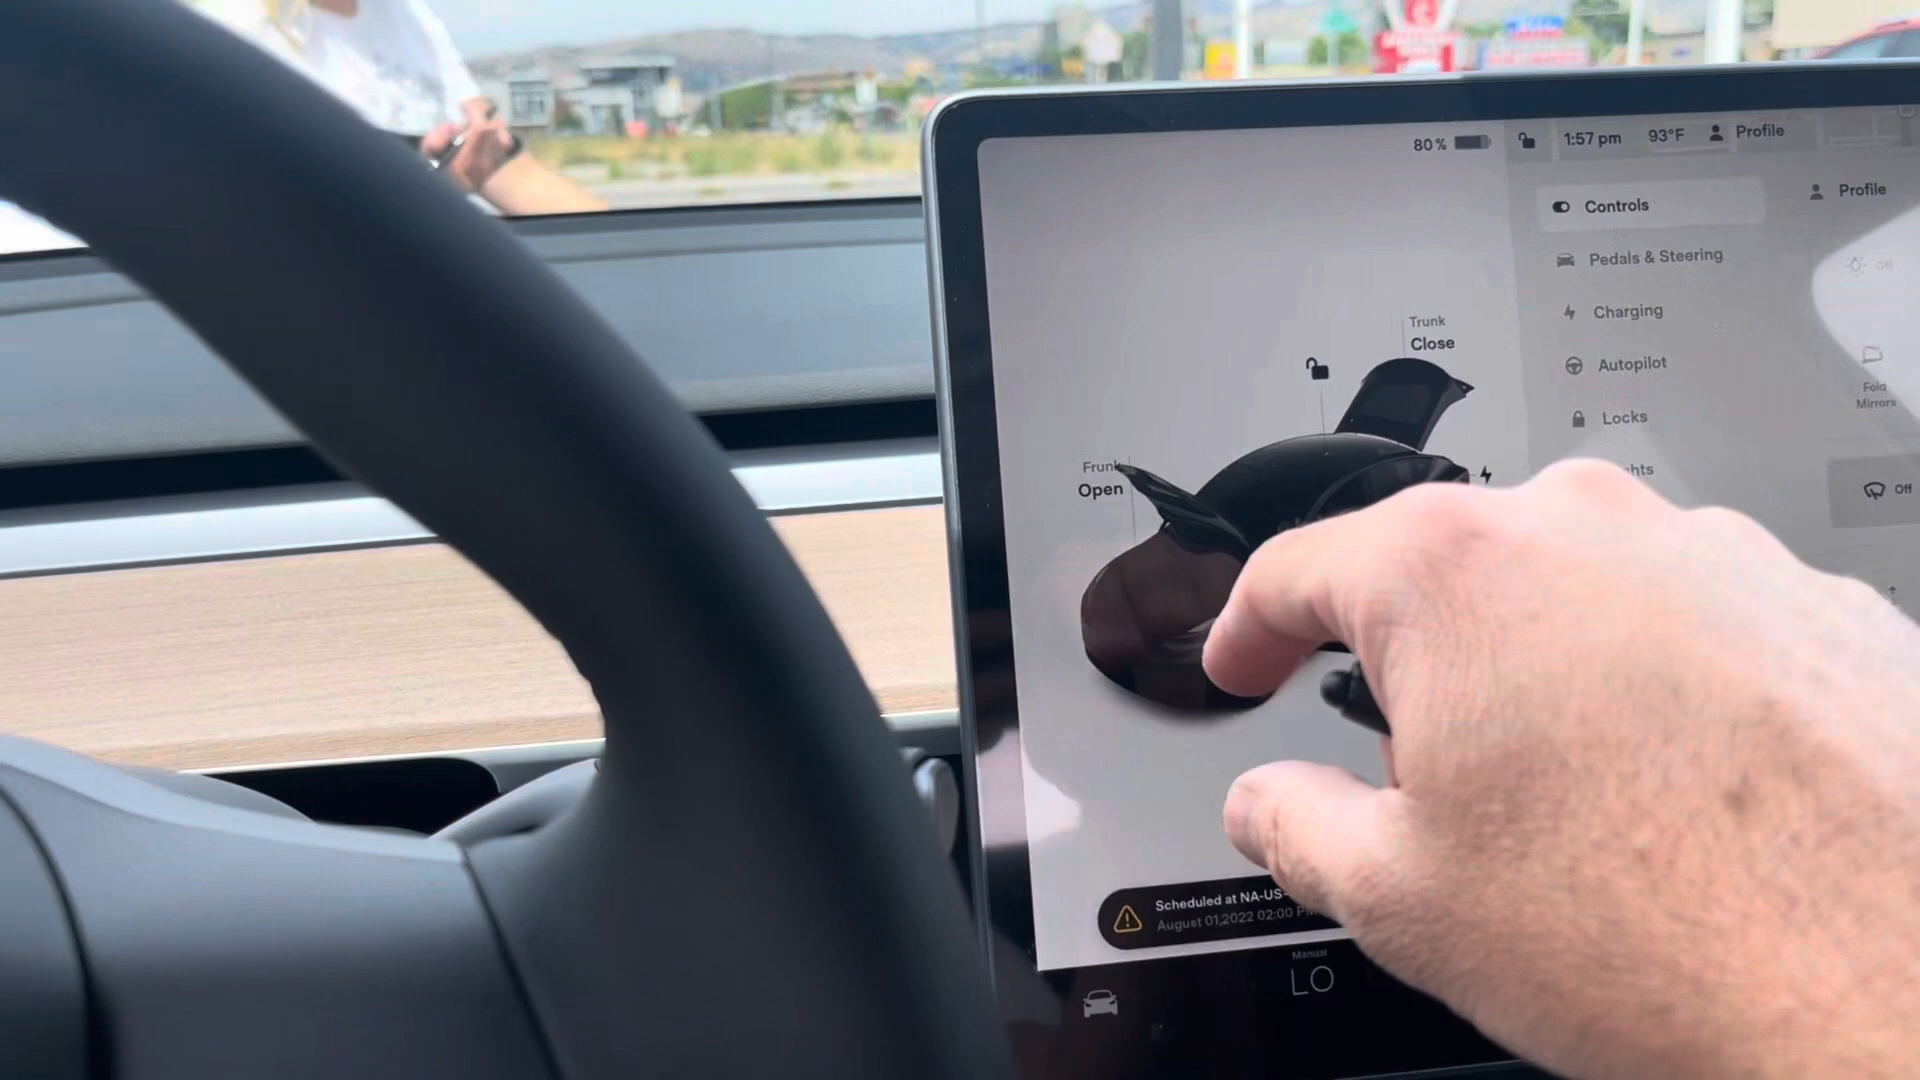 80%
1:57 pm
93°F
Profile
Controls
Profile
Pedals & Steering
Off
Charging
Trunk
Close
Autopilot
Fold
Mirrors
Locks
Frunk
Open
Off
Scheduled at NA-US-
August 01,2022 02:00
Manual
LO